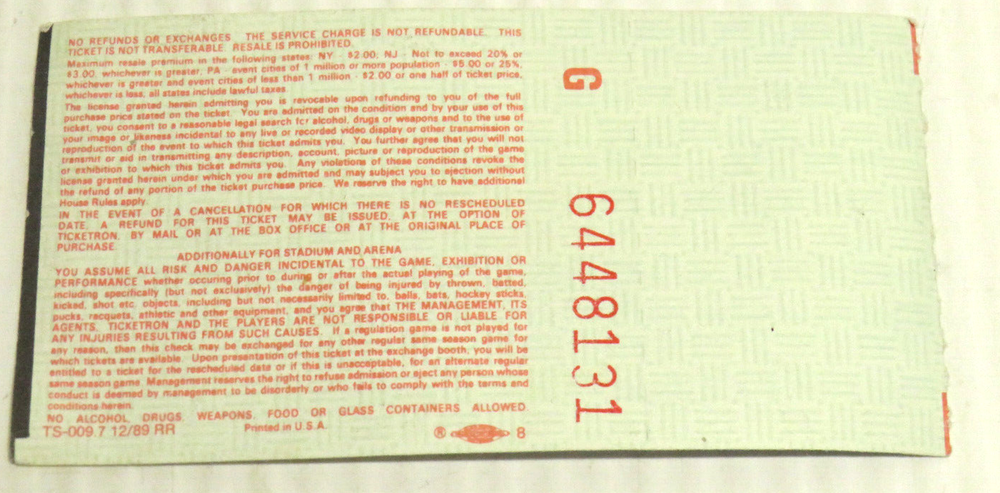 NO REFUNDS OR EXCHANGES. THE SERVICE CHARGE IS NOT REFUNDABLE. THIS
TICKET IS NOT TRANSFERABLE. RESALE IS PROHIBITED.
Maximum resale premium in the following states: NY - $2.00, NJ - Not to exceed 20% or
$3.00, whichever is greater, PA - event cities of 1 million or more population - $5.00 or 25%,
whichever is greater and event cities of less than 1 million - $2.00 or one half of ticket price,
whichever is less, all states include lawful taxes.
The license granted herein admitting you is revocable upon refunding to you of the full
purchase price stated on the ticket. You are admitted on the condition and by your use of this
ticket, you consent to a reasonable legal search for alcohol, drugs or weapons and to the use of
your image or likeness incidental to any live or recorded video display or other transmission or
reproduction of the event to which this ticket admits you. You further agree that you will not
transmit or aid in transmitting any description, account, picture or reproduction of the game
or exhibition to which this ticket admits you. Any violations of these conditions revoke the
license granted herein under which you are admitted and may subject you to ejection without
the refund of any portion of the ticket purchase price. We reserve the right to have additional
House Rules apply.
IN THE EVENT OF A CANCELLATION FOR WHICH THERE IS NO RESCHEDULED
DATE, A REFUND FOR THIS TICKET MAY BE ISSUED, AT THE OPTION OF
TICKETRON, BY MAIL OR AT THE BOX OFFICE OR AT THE ORIGINAL PLACE OF
PURCHASE.
ADDITIONALLY FOR STADIUM AND ARENA
YOU ASSUME ALL RISK AND DANGER INCIDENTAL TO THE GAME, EXHIBITION OR
PERFORMANCE whether occuring prior to during or after the actual playing of the game,
including specifically (but not exclusively) the danger of being injured by thrown, batted,
kicked, shot etc. objects, including but not necessarily limited to, balls, bats, hockey sticks,
pucks, racquets, athletic and other equipment, and you agree that THE MANAGEMENT, ITS
AGENTS, TICKETRON AND THE PLAYERS ARE NOT RESPONSIBLE OR LIABLE FOR
ANY INJURIES RESULTING FROM SUCH CAUSES. If a regulation game is not played for
any reason, then this check may be exchanged for any other regular same season game for
which tickets are available. Upon presentation of this ticket at the exchange booth, you will be
entitled to a ticket for the rescheduled date or if this is unacceptable, for an alternate regular
same season game. Management reserves the right to refuse admission or eject any person whose
conduct is deemed by management to be disorderly or who fails to comply with the terms and
conditions herein.
NO ALCOHOL, DRUGS, WEAPONS, FOOD OR GLASS CONTAINERS ALLOWED
TS-009.7 12/89 RR Printed in U.S.A. ® 8
G 6448131